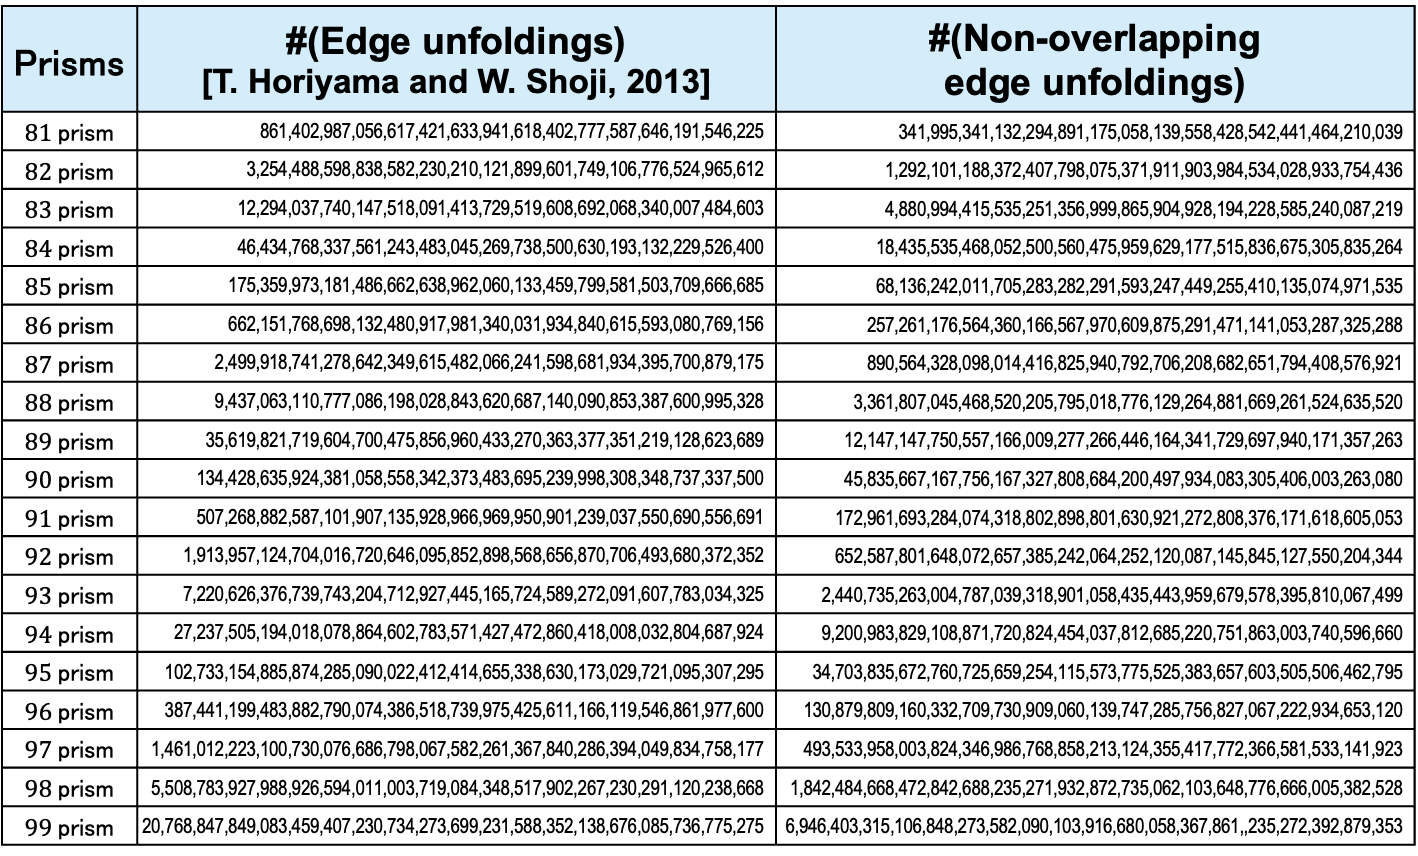 Prisms #(Edge unfoldings) [T. Horiyama and W. Shoji, 2013] #(Non-overlapping edge unfoldings)
81 prism 861,402,987,056,617,421,633,941,618,402,777,587,646,191,546,225 341,995,341,132,294,891,175,058,139,558,428,542,441,464,210,039
82 prism 3,254,488,598,838,582,230,210,121,899,601,749,106,776,524,965,612 1,292,101,188,372,407,798,075,371,911,903,984,534,028,933,754,436
83 prism 12,294,037,740,147,518,091,413,729,519,608,692,068,340,007,484,603 4,880,994,415,535,251,356,999,865,904,928,194,228,585,240,087,219
84 prism 46,434,768,337,561,243,483,045,269,738,500,630,193,132,229,526,400 18,435,535,468,052,500,560,475,959,629,177,515,836,675,305,835,264
85 prism 175,359,973,181,486,662,638,962,060,133,459,799,581,503,709,666,685 68,136,242,011,705,283,282,291,593,247,449,255,410,135,074,971,535
86 prism 662,151,768,698,132,480,917,981,340,031,934,840,615,593,080,769,156 257,261,176,564,360,166,567,970,609,875,291,471,141,053,287,325,288
87 prism 2,499,918,741,278,642,349,615,482,066,241,598,681,934,395,700,879,175 890,564,328,098,014,416,825,940,792,706,208,682,651,794,408,576,921
88 prism 9,437,063,110,777,086,198,028,843,620,687,140,090,853,387,600,995,328 3,361,807,045,468,520,205,795,018,776,129,264,881,669,261,524,635,520
89 prism 35,619,821,719,604,700,475,856,960,433,270,363,377,351,219,128,623,689 12,147,147,750,557,166,009,277,266,446,164,341,729,697,940,171,357,263
90 prism 134,428,635,924,381,058,558,342,373,483,695,239,998,308,348,737,337,500 45,835,667,167,756,167,327,808,684,200,497,934,083,305,406,003,263,080
91 prism 507,268,882,587,101,907,135,928,966,969,950,901,239,037,550,690,556,691 172,961,693,284,074,318,802,898,801,630,921,272,808,376,171,618,605,053
92 prism 1,913,957,124,704,016,720,646,095,852,898,568,656,870,706,493,680,372,352 652,587,801,648,072,657,385,242,064,252,120,087,145,845,127,550,204,344
93 prism 7,220,626,376,739,743,204,712,927,445,165,724,589,272,091,607,783,034,325 2,440,735,263,004,787,039,318,901,058,435,443,959,679,578,395,810,067,499
94 prism 27,237,505,194,018,078,864,602,783,571,427,472,860,418,008,032,804,687,924 9,200,983,829,108,871,720,824,454,037,812,685,220,751,863,003,740,596,660
95 prism 102,733,154,885,874,285,090,022,412,414,655,338,630,173,029,721,095,307,295 34,703,835,672,760,725,659,254,115,573,775,525,383,657,603,505,506,462,795
96 prism 387,441,199,483,882,790,074,386,518,739,975,425,611,166,119,546,861,977,600 130,879,809,160,332,709,730,909,060,139,747,285,756,827,067,222,934,653,120
97 prism 1,461,012,223,100,730,076,686,798,067,582,261,367,840,286,394,049,834,758,177 493,533,958,003,824,346,986,768,858,213,124,355,417,772,366,581,533,141,923
98 prism 5,508,783,927,988,926,594,011,003,719,084,348,517,902,267,230,291,120,238,668 1,842,484,668,472,842,688,235,271,932,872,735,062,103,648,776,666,005,382,528
99 prism 20,768,847,849,083,459,407,230,734,273,699,231,588,352,138,676,085,736,775,275 6,946,403,315,106,848,273,582,090,103,916,680,058,367,861,,235,272,392,879,353